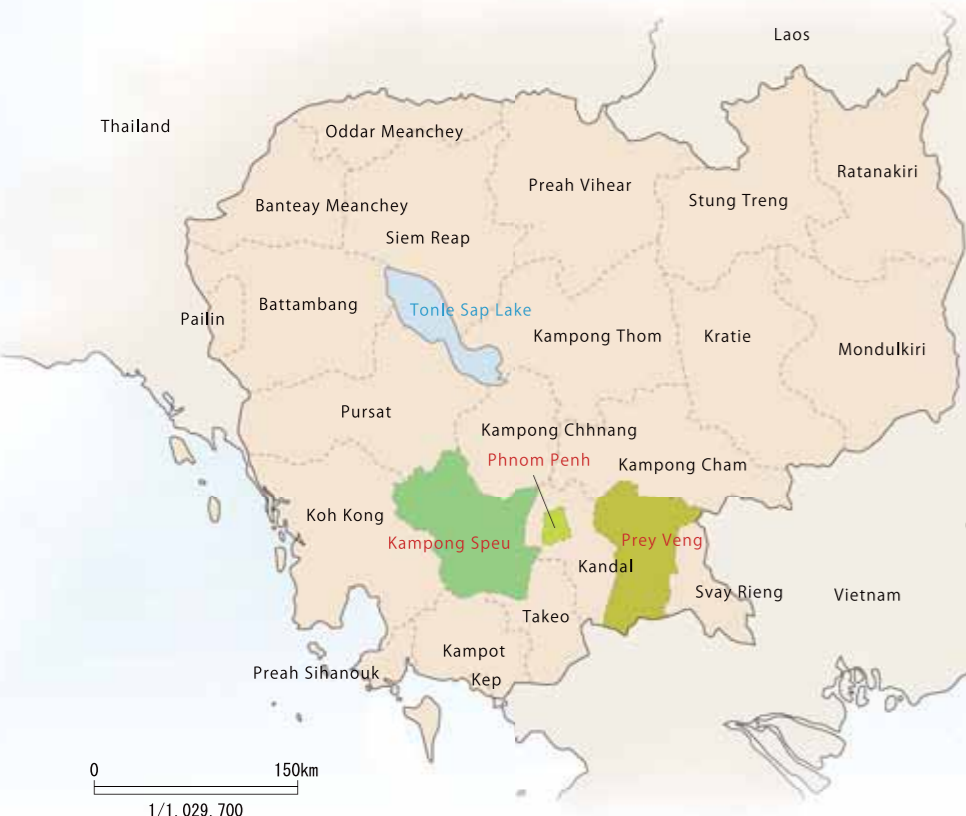 Laos
Thailand
Oddar Meanchey
Ratanakiri
Preah Vihear
Stung Treng
Banteay Meanchey
Siem Reap
Battambang
Tonle Sap Lake
Pailin
Kampong Thom
Kratie
Mondulkiri
Pursat
Kampong Chhnang
Phnom Penh
Kampong Cham
Koh Kong
Kampong Speu
Prey Veng
Kandal
Svay Rieng
Vietnam
Takeo
Kampot
Preah Sihanouk
Kep
0 150km
1/1,029,700